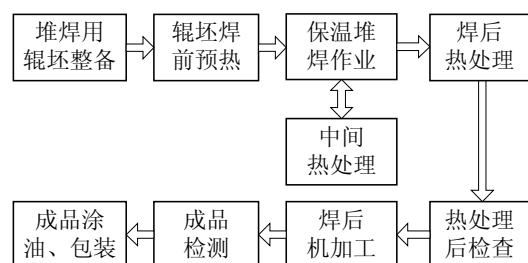 堆焊用
辊坯整备
辊坯焊
前预热
保温堆
焊作业
焊后
热处理
中间
热处理
成品涂
油、包装
成品
检测
焊后
机加工
热处理
后检查